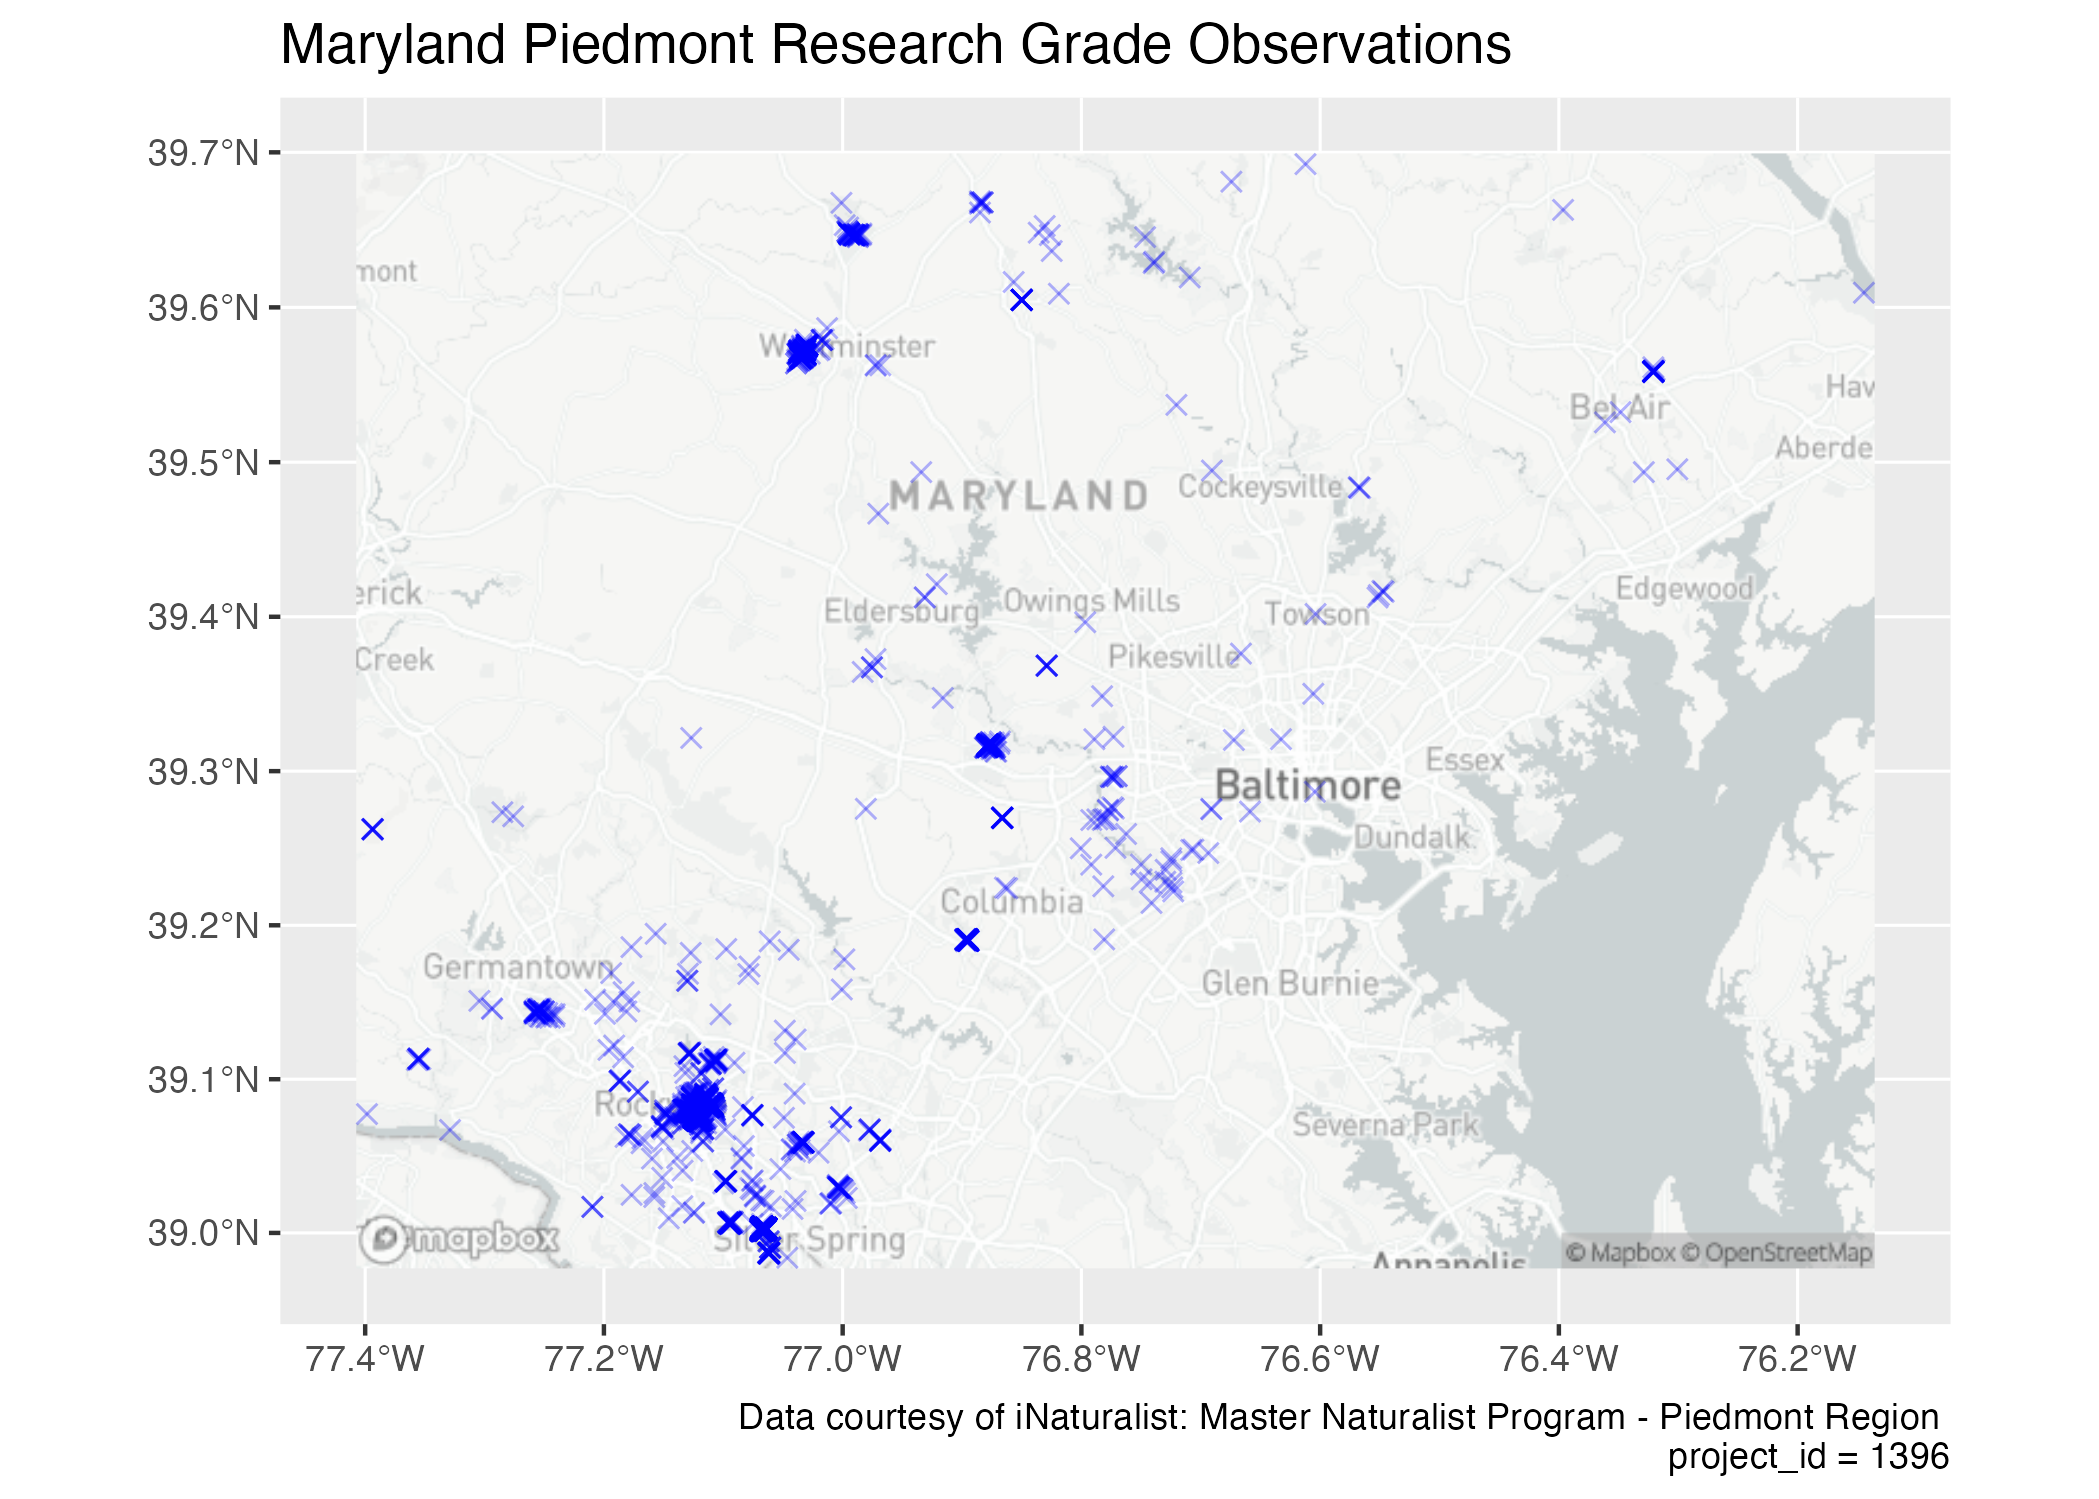 Maryland Piedmont Research Grade Observations
39.7°N
39.6°N
39.5°N
39.4°N
39.3°N
39.2°N
39.1°N
39.0°N
mont
Westminster
Bel Air
Hav
Aberde
MARYLAND
Cockeysville
erick
Eldersburg
Owings Mills
Towson
Edgewood
Creek
Pikesville
Essex
Baltimore
Dundalk
Columbia
Germantown
Glen Burnie
Severna Park
mapbox
Silver Spring
Annapolis
© Mapbox © OpenStreetMap
77.4°W 77.2°W 77.0°W 76.8°W 76.6°W 76.4°W 76.2°W
Data courtesy of iNaturalist: Master Naturalist Program - Piedmont Region
project_id = 1396